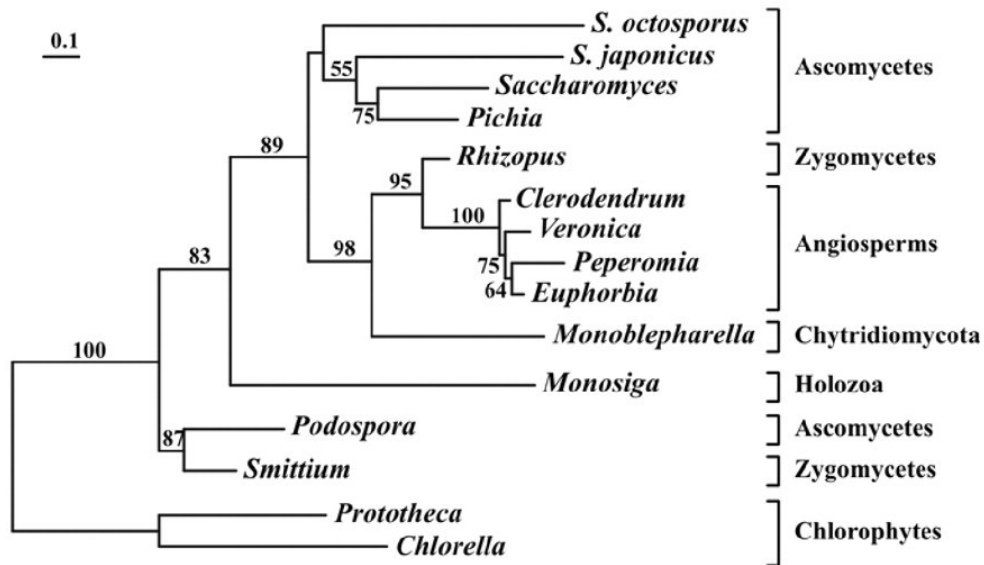 0.1
S. octosporus
55
S. japonicus
Ascomycetes
Saccharomyces
75
Pichia
89
95
Rhizopus
Zygomycetes
Clerodendrum
100
Veronica
Angiosperms
98
75
Peperomia
83
64
Euphorbia
Monoblepharella
Chytridiomycota
100
Monosiga
Holozoa
87
Podospora
Ascomycetes
Smittium
Zygomycetes
Prototheca
Chlorophytes
Chlorella